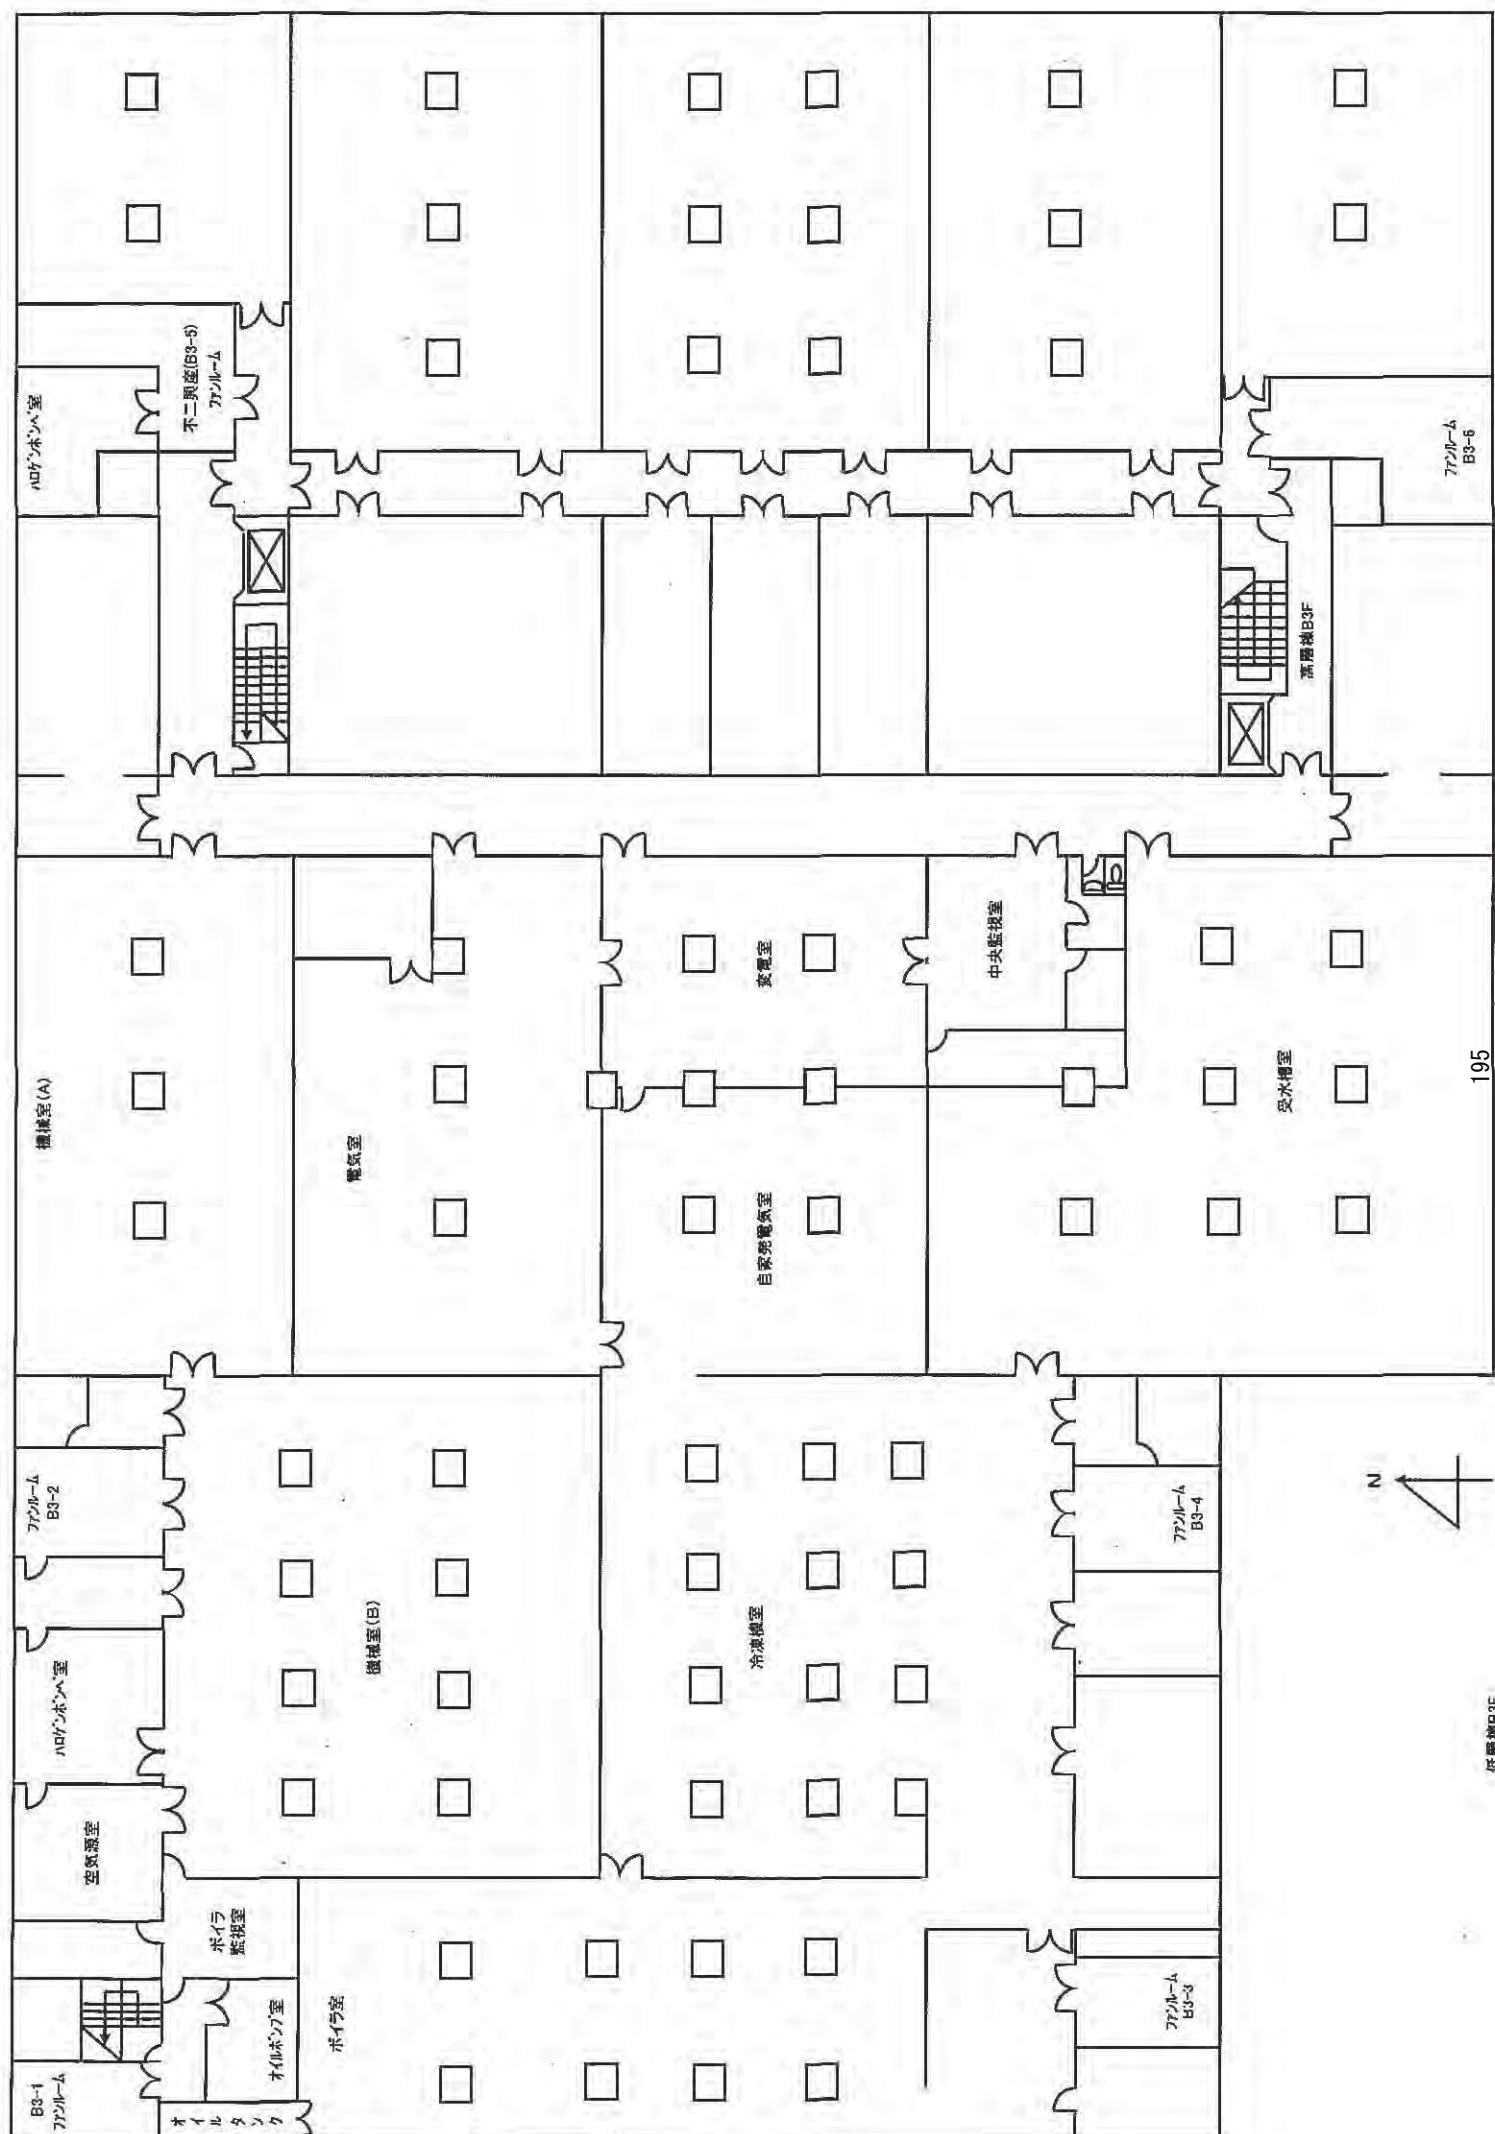 ハロゲンボンベ室
不二興産(B3-5)
ファンルーム
ファンルーム
B3-6
高層棟B3F
機械室(A)
電気室
変電室
中央監視室
自家発電気室
受水槽室
195
ファンルーム
B3-2
ハロゲンボンベ室
空気源室
機械室(B)
冷凍機室
ファンルーム
B3-4
N
低層棟B3F
ボイラ
監視室
オイルポンプ室
ボイラ室
B3-1
ファンルーム
オイルタンク
ファンルーム
B3-3